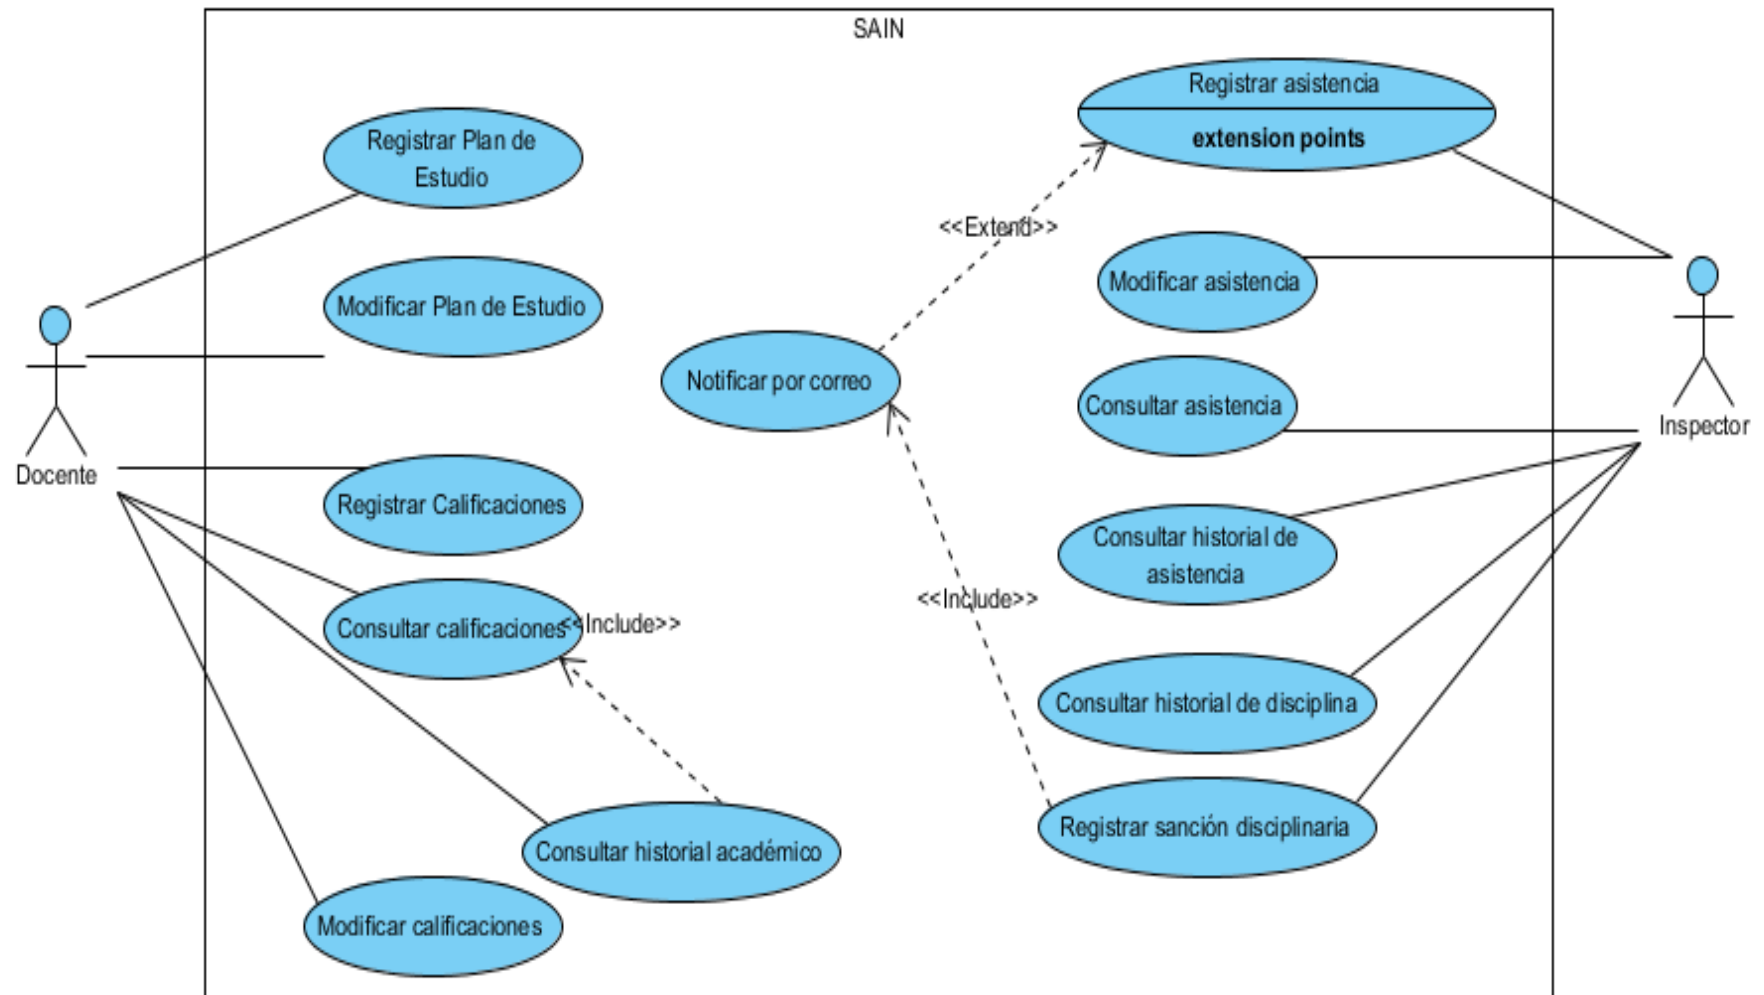 SAIN
Registrar asistencia
extension points
Registrar Plan de
Estudio
<<Extend>>
Modificar asistencia
Modificar Plan de Estudio
Notificar por correo
Consultar asistencia
Inspector
Docente
Registrar Calificaciones
Consultar historial de
asistencia
<<Include>>
Consultar calificaciones
<<Include>>
Consultar historial de disciplina
Registrar sanción disciplinaria
Consultar historial académico
Modificar calificaciones